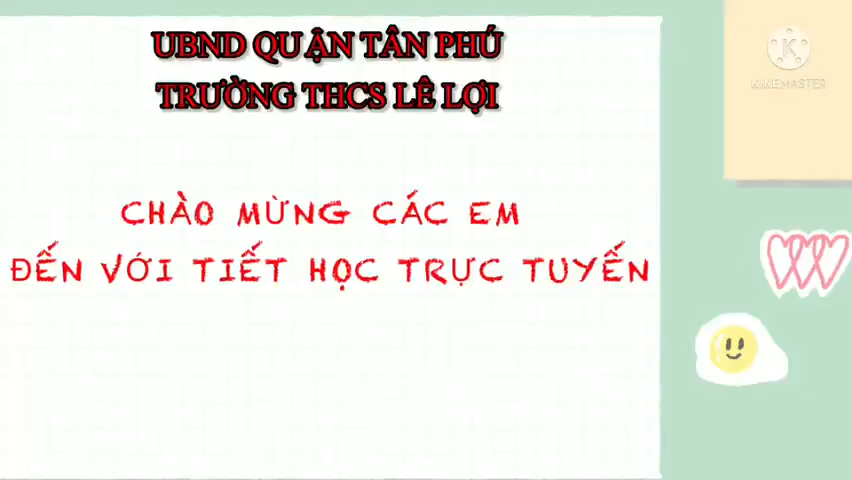 UBND QUẬN TÂN PHÚ
TRƯỜNG THCS LÊ LỢI
KINEMASTER
CHÀO MỪNG CÁC EM
ĐẾN VỚI TIẾT HỌC TRỰC TUYẾN